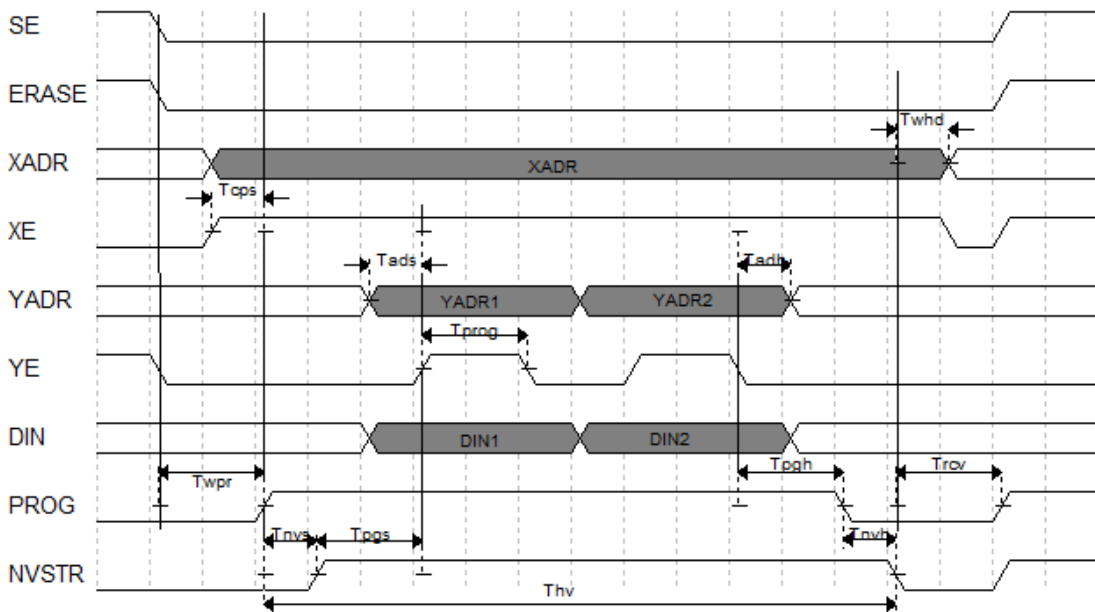 SE
ERASE
Twhd
XADR
XADR
Tcps
XE
Tads
Tadh
YADR
YADR1
YADR2
Tprog
YE
DIN
DIN1
DIN2
Twpr
Tpgh
Trcv
PROG
Tnvs
Tpgs
Tnvh
NVSTR
Thv